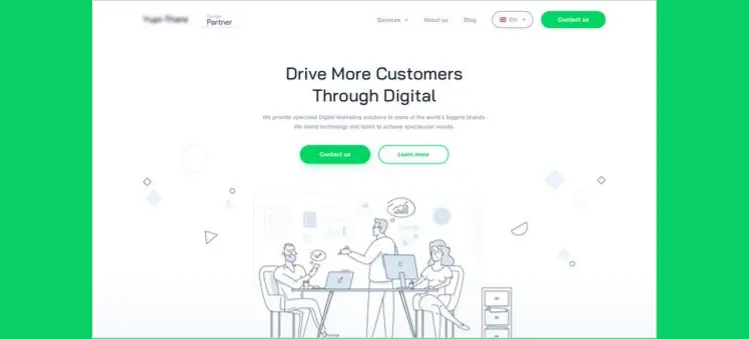 Partner
Services
About us
Blog
EN
Contact us
Drive More Customers
Through Digital
We provide specialist Digital Marketing solutions to some of the world's biggest brands
We blend technology and talent to achieve spectacular results
Contact us
Learn more